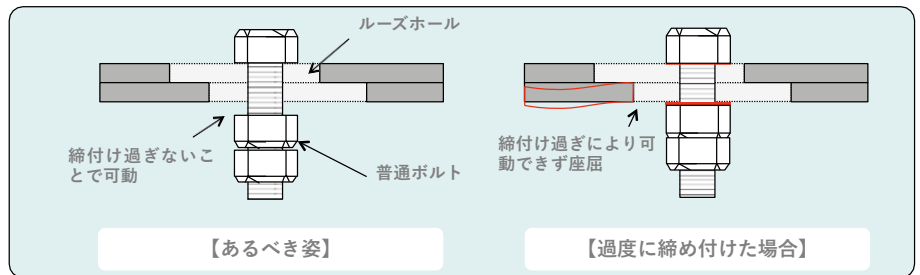 ルーズホール
締付け過ぎないこ
とで可動
普通ボルト
【あるべき姿】
締付け過ぎにより可
動できず座屈
【過度に締め付けた場合】